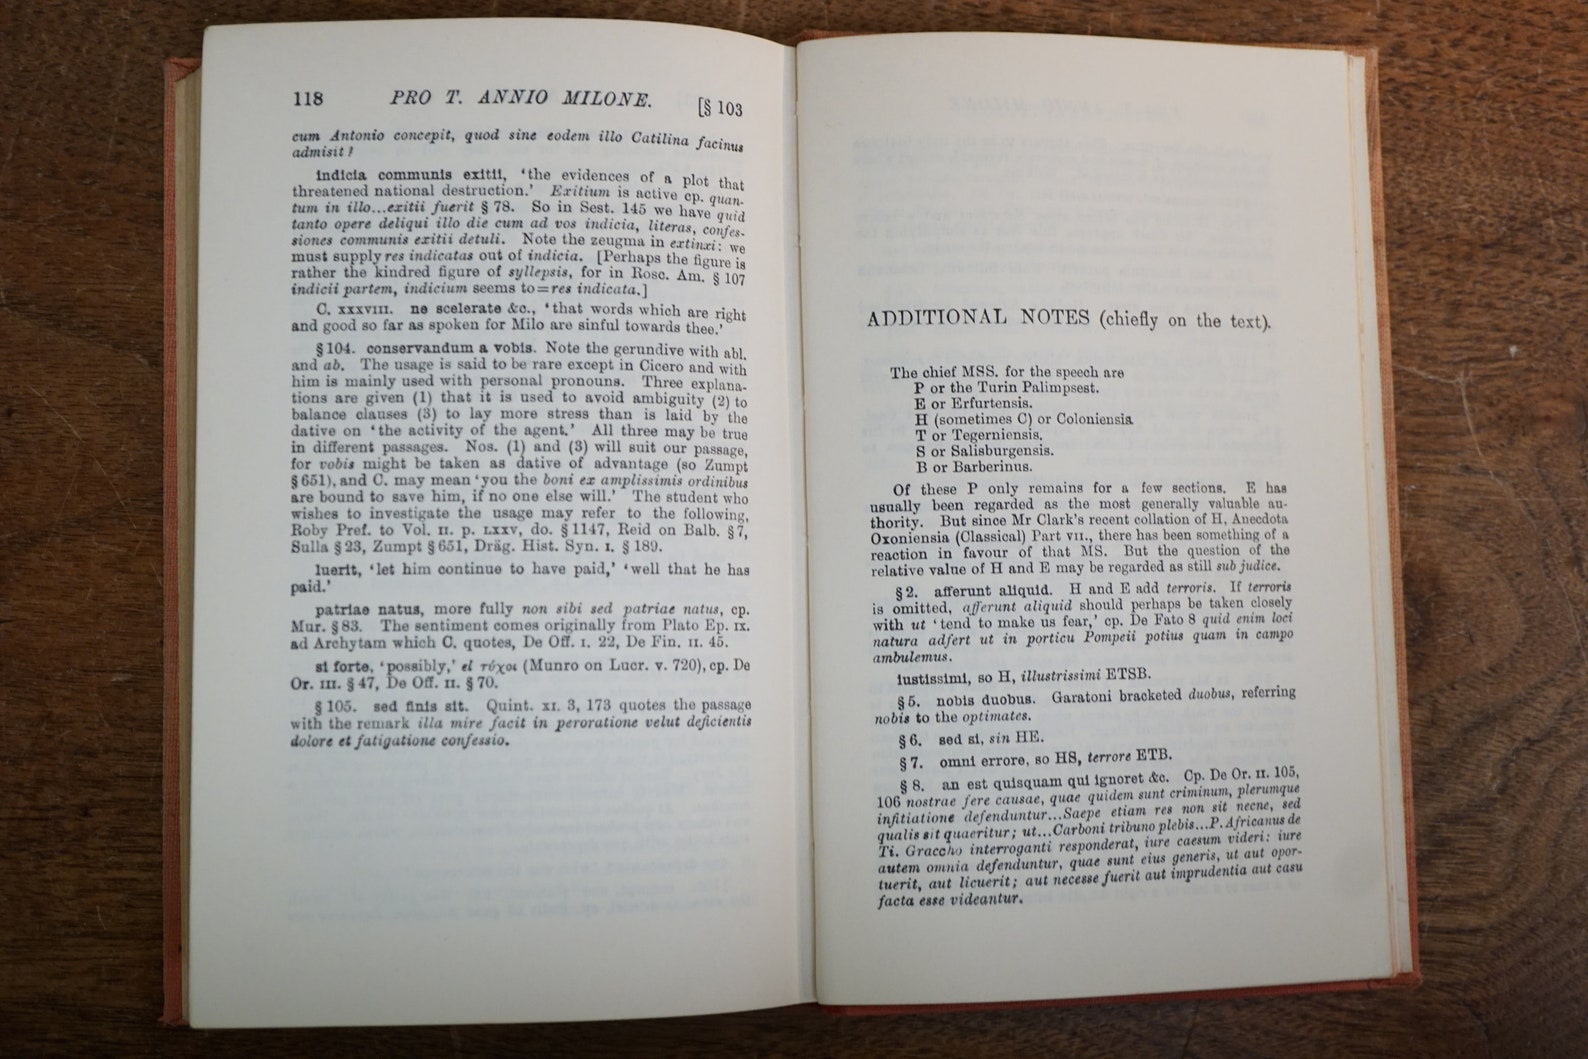 118 PRO T. ANNIO MILONE. [§ 103
cum Antonio concepit, quod sine eodem illo Catilina facinus
admisit?
indicia communis exitii, ‘the evidences of a plot that
threatened national destruction.’ Exitium is active cp. quan-
tum in illo...exitii fuerit § 78. So in Sest. 145 we have quid
tanto opere deliqui illo die cum ad vos indicia, literas, confes-
siones communis exitii detuli. Note the zeugma in extinxi: we
must supply res indicatas out of indicia. [Perhaps the figure is
rather the kindred figure of syllepsis, for in Rosc. Am. § 107
indicii partem, indicium seems to=res indicata.]
C. XXXVIII. ne scelerate &c., ‘that words which are right
and good so far as spoken for Milo are sinful towards thee.’
§ 104. conservandum a vobis. Note the gerundive with abl.
and ab. The usage is said to be rare except in Cicero and with
him is mainly used with personal pronouns. Three explana-
tions are given (1) that it is used to avoid ambiguity (2) to
balance clauses (3) to lay more stress than is laid by the
dative on ‘the activity of the agent.’ All three may be true
in different passages. Nos. (1) and (3) will suit our passage,
for vobis might be taken as dative of advantage (so Zumpt
§ 651), and C. may mean ‘you the boni ex amplissimis ordinibus
are bound to save him, if no one else will.’ The student who
wishes to investigate the usage may refer to the following,
Roby Pref. to Vol. II. p. LXXV, do. § 1147, Reid on Balb. § 7,
Sulla § 23, Zumpt § 651, Dräg. Hist. Syn. I. § 189.
luerit, ‘let him continue to have paid,’ ‘well that he has
paid.’
patriae natus, more fully non sibi sed patriae natus, cp.
Mur. § 83. The sentiment comes originally from Plato Ep. IX.
ad Archytam which C. quotes, De Off. I. 22, De Fin. II. 45.
si forte, ‘possibly,’ εἰ τύχοι (Munro on Lucr. v. 720), cp. De
Or. III. § 47, De Off. II. § 70.
§ 105. sed finis sit. Quint. XI. 3, 173 quotes the passage
with the remark illa mire facit in peroratione velut deficientis
dolore et fatigatione confessio.
ADDITIONAL NOTES (chiefly on the text).
The chief MSS. for the speech are
P or the Turin Palimpsest.
E or Erfurtensis.
H (sometimes C) or Coloniensia
T or Tegerniensis.
S or Salisburgensis.
B or Barberinus.
Of these P only remains for a few sections. E has
usually been regarded as the most generally valuable au-
thority. But since Mr Clark's recent collation of H, Anecdota
Oxoniensia (Classical) Part VII., there has been something of a
reaction in favour of that MS. But the question of the
relative value of H and E may be regarded as still sub judice.
§ 2. afferunt aliquid. H and E add terroris. If terroris
is omitted, afferunt aliquid should perhaps be taken closely
with ut ‘tend to make us fear,’ cp. De Fato 8 quid enim loci
natura adfert ut in porticu Pompeii potius quam in campo
ambulemus.
iustissimi, so H, illustrissimi ETSB.
§ 5. nobis duobus. Garatoni bracketed duobus, referring
nobis to the optimates.
§ 6. sed si, sin HE.
§ 7. omni errore, so HS, terrore ETB.
§ 8. an est quisquam qui ignoret &c. Cp. De Or. II. 105,
106 nostrae fere causae, quae quidem sunt criminum, plerumque
infitiatione defenduntur...Saepe etiam res non sit necne, sed
qualis sit quaeritur; ut...Carboni tribuno plebis...P. Africanus de
Ti. Graccho interroganti responderat, iure caesum videri: iure
autem omnia defenduntur, quae sunt eius generis, ut aut opor-
tuerit, aut licuerit; aut necesse fuerit aut imprudentia aut casu
facta esse videantur.